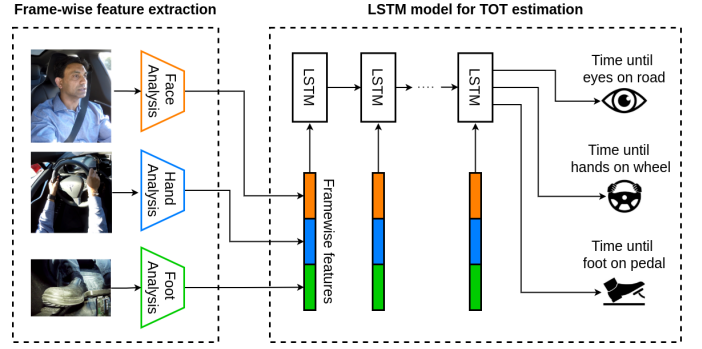 Frame-wise feature extraction
LSTM model for TOT estimation
Face
Analysis
Hand
Analysis
Foot
Analysis
LSTM
LSTM
....
LSTM
Framewise features
Time until
eyes on road
Time until
hands on wheel
Time until
foot on pedal